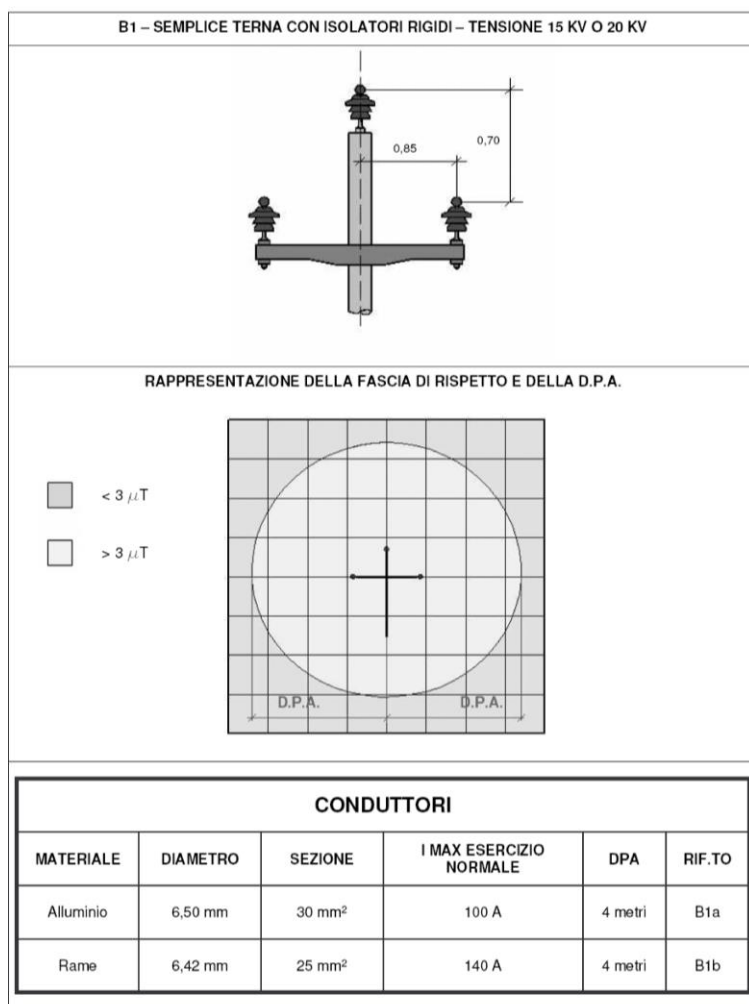 B1 – SEMPLICE TERNA CON ISOLATORI RIGIDI – TENSIONE 15 KV O 20 KV
0,85
0,70
RAPPRESENTAZIONE DELLA FASCIA DI RISPETTO E DELLA D.P.A.
< 3 μT
> 3 μT
D.P.A. D.P.A.
CONDUTTORI
MATERIALE DIAMETRO SEZIONE I MAX ESERCIZIO NORMALE DPA RIF.TO
Alluminio 6,50 mm 30 mm² 100 A 4 metri B1a
Rame 6,42 mm 25 mm² 140 A 4 metri B1b